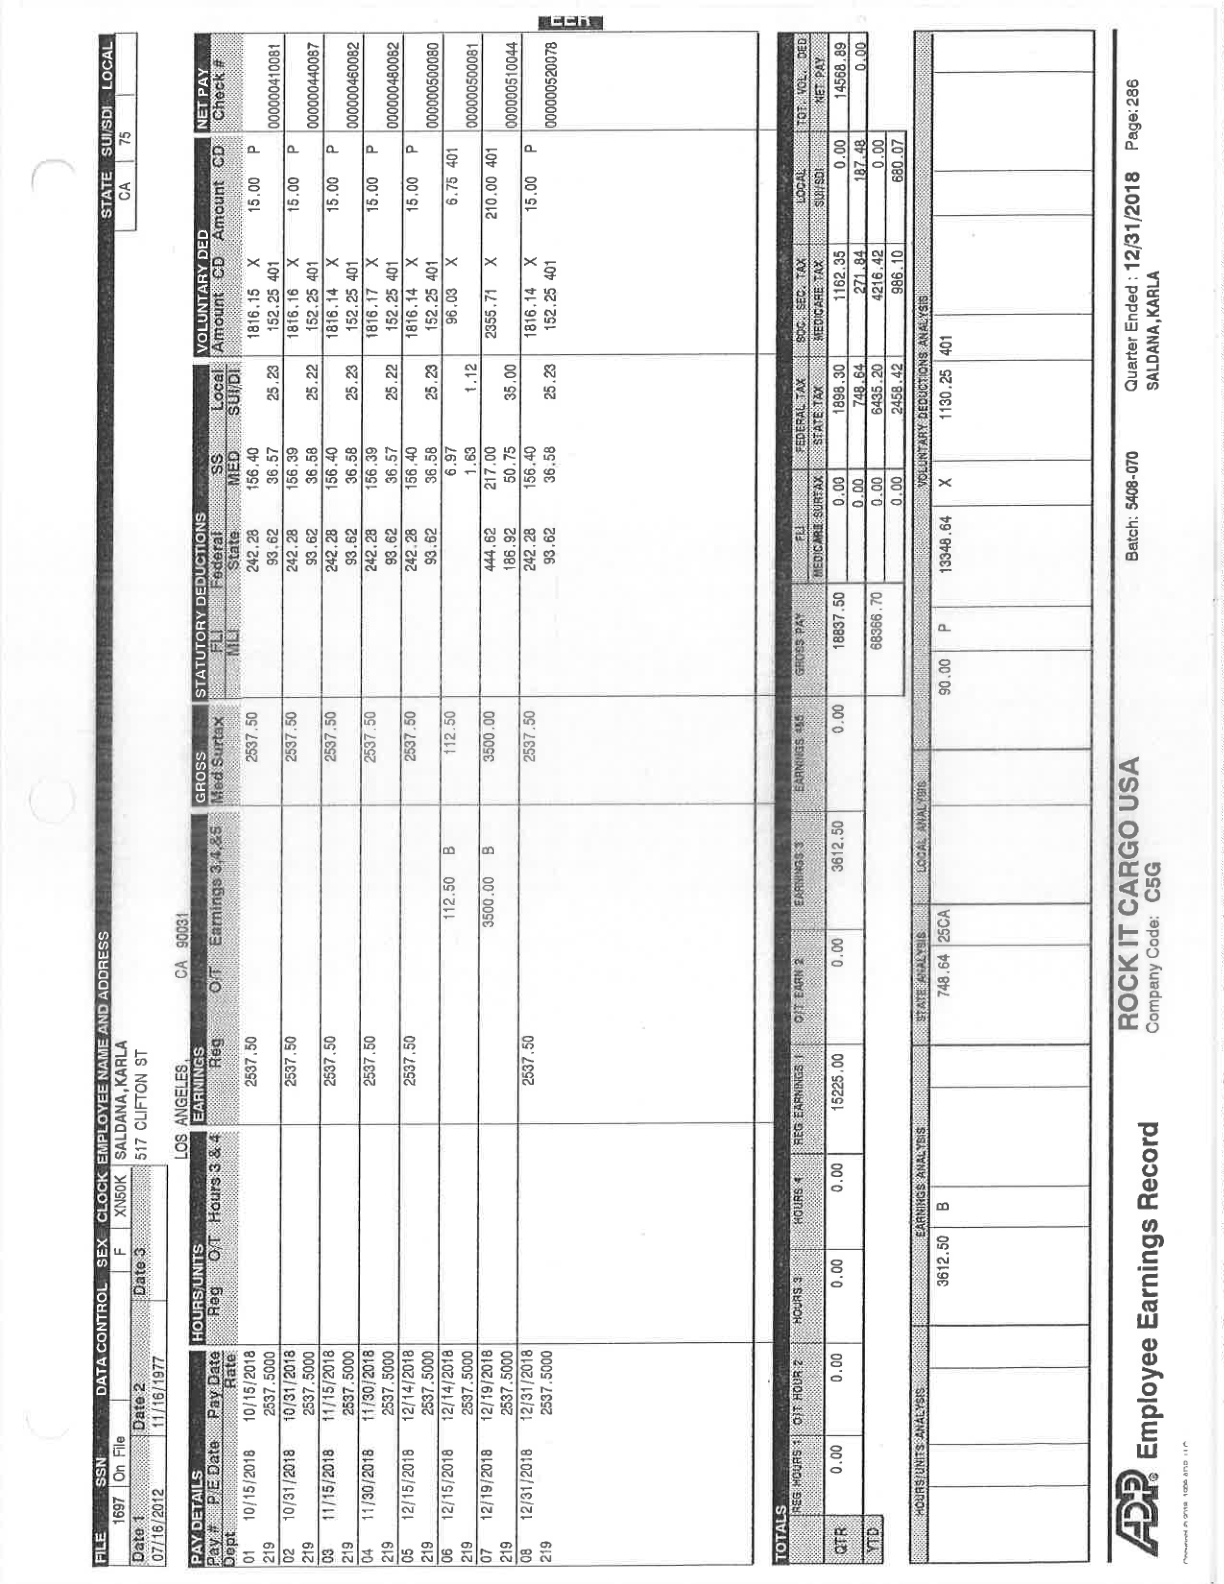 EER
FILE SSN DATA CONTROL SEX CLOCK EMPLOYEE NAME AND ADDRESS STATE SUI/SDI LOCAL
1697 On File F XN50K SALDANA,KARLA CA 75
Date 1 Date 2 Date 3 517 CLIFTON ST
07/16/2012 11/16/1977
LOS ANGELES, CA 90031
PAY DETAILS HOURS/UNITS EARNINGS GROSS STATUTORY DEDUCTIONS VOLUNTARY DED NET PAY
Pay # P/E Date Pay Date Reg O/T Hours 3 & 4 Reg O/T Earnings 3,4,&5 Med Surtax FLI Federal SS Local Amount CD Amount CD Check #
Dept Rate MLI State MED SUI/DI
01 10/15/2018 10/15/2018 2537.50 2537.50 242.28 156.40 1816.15 X 15.00 P
219 2537.5000 93.62 36.57 25.23 152.25 401 000000410081
02 10/31/2018 10/31/2018 2537.50 2537.50 242.28 156.39 1816.16 X 15.00 P
219 2537.5000 93.62 36.58 25.22 152.25 401 000000440087
03 11/15/2018 11/15/2018 2537.50 2537.50 242.28 156.40 1816.14 X 15.00 P
219 2537.5000 93.62 36.58 25.23 152.25 401 000000460082
04 11/30/2018 11/30/2018 2537.50 2537.50 242.28 156.39 1816.17 X 15.00 P
219 2537.5000 93.62 36.57 25.22 152.25 401 000000480082
05 12/15/2018 12/14/2018 2537.50 2537.50 242.28 156.40 1816.14 X 15.00 P
219 2537.5000 93.62 36.58 25.23 152.25 401 000000500080
06 12/15/2018 12/14/2018 112.50 B 112.50 6.97 96.03 X 6.75 401
219 2537.5000 1.63 1.12 000000500081
07 12/19/2018 12/19/2018 3500.00 B 3500.00 444.62 217.00 2355.71 X 210.00 401
219 2537.5000 186.92 50.75 35.00 000000510044
08 12/31/2018 12/31/2018 2537.50 2537.50 242.28 156.40 1816.14 X 15.00 P
219 2537.5000 93.62 36.58 25.23 152.25 401 000000520078
TOTALS
REG HOURS 1 O/T HOUR 2 HOURS 3 HOURS 4 REG EARNINGS 1 O/T EARN 2 EARNINGS 3 EARNINGS 4&5 GROSS PAY FLI FEDERAL TAX SOC. SEC. TAX LOCAL TOT. VOL. DED
MEDICARE SURTAX STATE TAX MEDICARE TAX SUI/SDI NET PAY
QTR 0.00 0.00 0.00 0.00 15225.00 0.00 3612.50 0.00 18837.50 0.00 1898.30 1162.35 0.00 14568.89
0.00 748.64 271.84 187.48 0.00
YTD 68366.70 0.00 6435.20 4216.42 0.00
0.00 2458.42 986.10 680.07
HOURS/UNITS ANALYSIS EARNINGS ANALYSIS STATE ANALYSIS LOCAL ANALYSIS VOLUNTARY DEDUCTIONS ANALYSIS
3612.50 B 748.64 25CA 90.00 P 13348.64 X 1130.25 401
ADP® Employee Earnings Record ROCK IT CARGO USA Batch: 5408-070 Quarter Ended : 12/31/2018 Page:286
Company Code: C5G SALDANA,KARLA